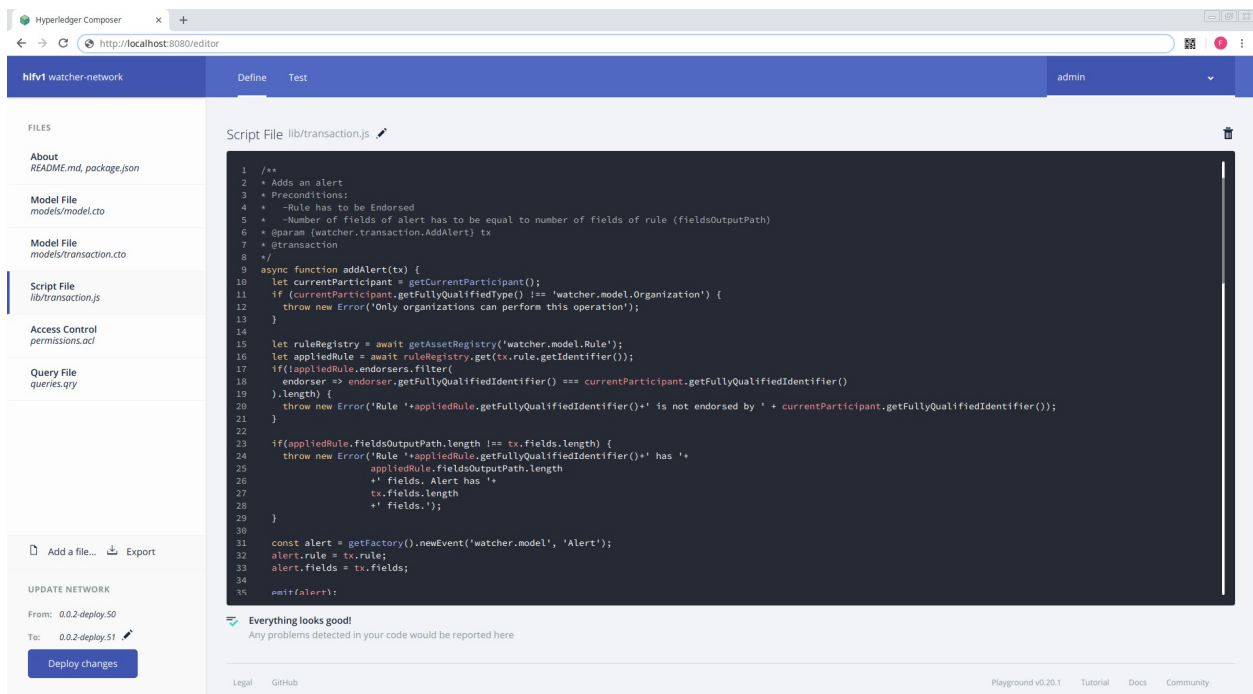 Hyperledger Composer
http://localhost:8080/editor
F
hlfv1 watcher-network
Define
Test
admin
FILES
About
README.md, package.json
Model File
models/model.cto
Model File
models/transaction.cto
Script File
lib/transaction.js
Access Control
permissions.acl
Query File
queries.qry
Add a file...
Export
UPDATE NETWORK
From: 0.0.2-deploy.50
To: 0.0.2-deploy.51
Deploy changes
Script File lib/transaction.js
1 /**
2 * Adds an alert
3 * Preconditions:
4 *   -Rule has to be Endorsed
5 *   -Number of fields of alert has to be equal to number of fields of rule (fieldsOutputPath)
6 * @param {watcher.transaction.AddAlert} tx
7 * @transaction
8 */
9 async function addAlert(tx) {
10   let currentParticipant = getCurrentParticipant();
11   if (currentParticipant.getFullyQualifiedType() !== 'watcher.model.Organization') {
12     throw new Error('Only organizations can perform this operation');
13   }
14
15   let ruleRegistry = await getAssetRegistry('watcher.model.Rule');
16   let appliedRule = await ruleRegistry.get(tx.rule.getIdentifier());
17   if(!appliedRule.endorsers.filter(
18     endorser => endorser.getFullyQualifiedIdentifier() === currentParticipant.getFullyQualifiedIdentifier()
19   ).length) {
20     throw new Error('Rule '+appliedRule.getFullyQualifiedIdentifier()+' is not endorsed by ' + currentParticipant.getFullyQualifiedIdentifier());
21   }
22
23   if(appliedRule.fieldsOutputPath.length !== tx.fields.length) {
24     throw new Error('Rule '+appliedRule.getFullyQualifiedIdentifier()+' has '+
25                 appliedRule.fieldsOutputPath.length
26                 +' fields. Alert has '+
27                 tx.fields.length
28                 +' fields.');
29   }
30
31   const alert = getFactory().newEvent('watcher.model', 'Alert');
32   alert.rule = tx.rule;
33   alert.fields = tx.fields;
34
35   emit(alert);
Everything looks good!
Any problems detected in your code would be reported here
Legal
GitHub
Playground v0.20.1
Tutorial
Docs
Community